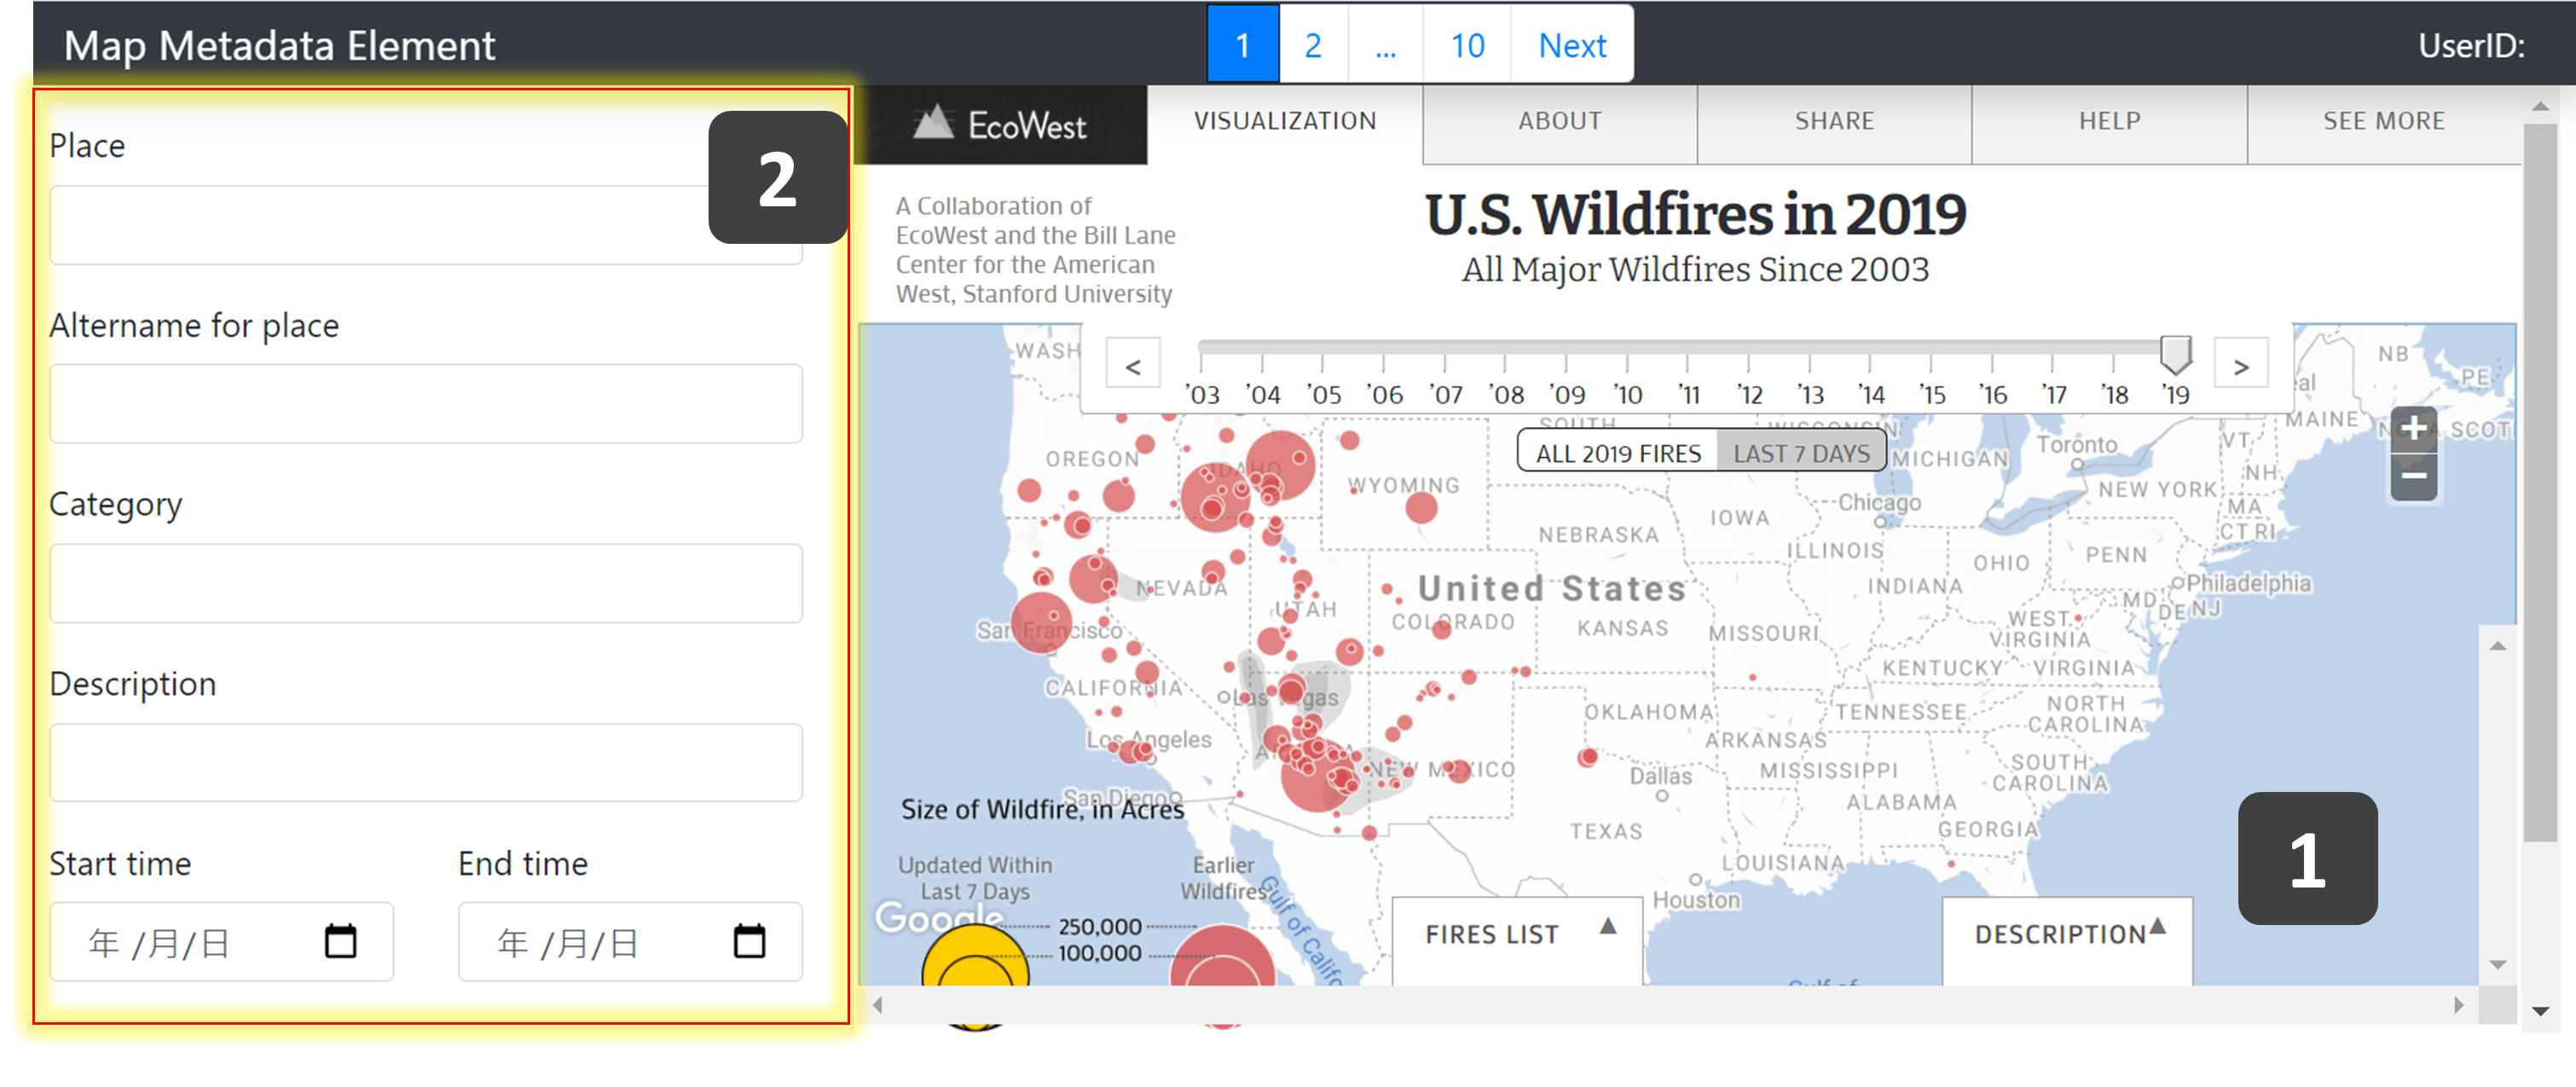 Map Metadata Element
1 2 ... 10 Next
UserID:
2
Place
Altername for place
Category
Description
Start time
End time
年 /月/日
年 /月/日
EcoWest
VISUALIZATION
ABOUT
SHARE
HELP
SEE MORE
A Collaboration of
EcoWest and the Bill Lane
Center for the American
West, Stanford University
U.S. Wildfires in 2019
All Major Wildfires Since 2003
<
'03 '04 '05 '06 '07 '08 '09 '10 '11 '12 '13 '14 '15 '16 '17 '18 '19
>
ALL 2019 FIRES
LAST 7 DAYS
+
−
WASH
NB
PE
MAINE
SCOT
OREGON
IDAHO
WYOMING
SOUTH
WISCONSIN
MICHIGAN
Toronto
VT
NH
NEW YORK
MA
CT RI
NEBRASKA
IOWA
Chicago
ILLINOIS
INDIANA
OHIO
PENN
Philadelphia
MD
DE NJ
NEVADA
UTAH
United States
COLORADO
KANSAS
MISSOURI
WEST
VIRGINIA
KENTUCKY
VIRGINIA
San Francisco
CALIFORNIA
Las Vegas
OKLAHOMA
TENNESSEE
NORTH
CAROLINA
Los Angeles
NEW MEXICO
ARKANSAS
MISSISSIPPI
SOUTH
CAROLINA
San Diego
Dallas
ALABAMA
TEXAS
GEORGIA
LOUISIANA
Houston
Gulf of Califo
Gulf of
Size of Wildfire, in Acres
Updated Within
Last 7 Days
Earlier
Wildfires
250,000
100,000
Google
FIRES LIST
DESCRIPTION
1